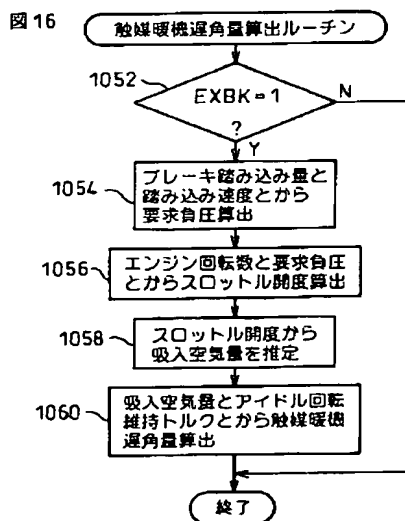 図16
触媒暖機遅角量算出ルーチン
1052
EXBK=1
?
N
Y
1054
ブレーキ踏み込み量と
踏み込み速度とから
要求負圧算出
1056
エンジン回転数と要求負圧
とからスロットル開度算出
1058
スロットル開度から
吸入空気量を推定
1060
吸入空気量とアイドル回転
維持トルクとから触媒暖機
遅角量算出
終了